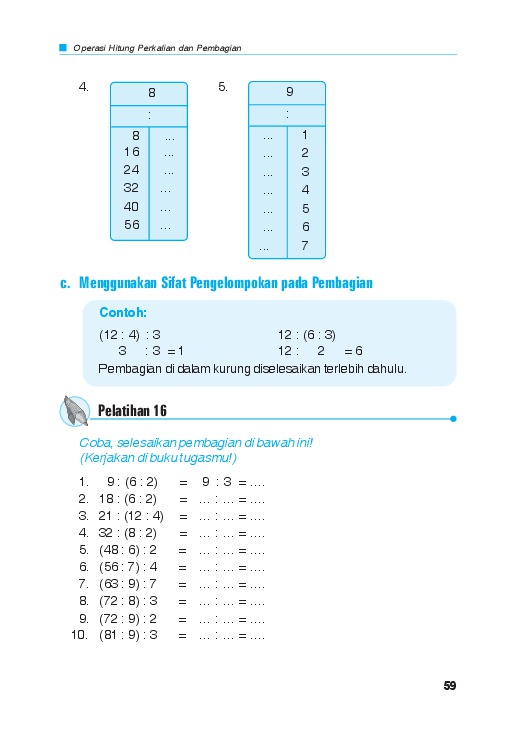 Operasi Hitung Perkalian dan Pembagian
4.
8
:
8 ...
16 ...
24 ...
32 ...
40 ...
56 ...
5.
9
:
... 1
... 2
... 3
... 4
... 5
... 6
... 7
c. Menggunakan Sifat Pengelompokan pada Pembagian
Contoh:
(12 : 4) : 3 12 : (6 : 3)
3 : 3 = 1 12 : 2 = 6
Pembagian di dalam kurung diselesaikan terlebih dahulu.
Pelatihan 16
Coba, selesaikan pembagian di bawah ini!
(Kerjakan di buku tugasmu!)
1. 9 : (6 : 2) = 9 : 3 = ....
2. 18 : (6 : 2) = ... : ... = ....
3. 21 : (12 : 4) = ... : ... = ....
4. 32 : (8 : 2) = ... : ... = ....
5. (48 : 6) : 2 = ... : ... = ....
6. (56 : 7) : 4 = ... : ... = ....
7. (63 : 9) : 7 = ... : ... = ....
8. (72 : 8) : 3 = ... : ... = ....
9. (72 : 9) : 2 = ... : ... = ....
10. (81 : 9) : 3 = ... : ... = ....
59